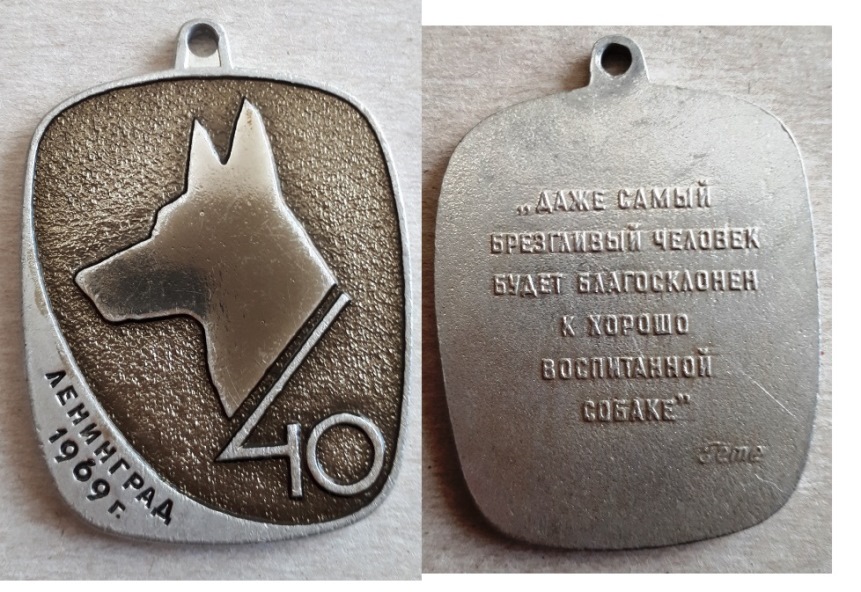 40
ЛЕНИНГРАД
1969 г.
„ДАЖЕ САМЫЙ
БРЕЗГЛИВЫЙ ЧЕЛОВЕК
БУДЕТ БЛАГОСКЛОНЕН
К ХОРОШО
ВОСПИТАННОЙ
СОБАКЕ"
Гете